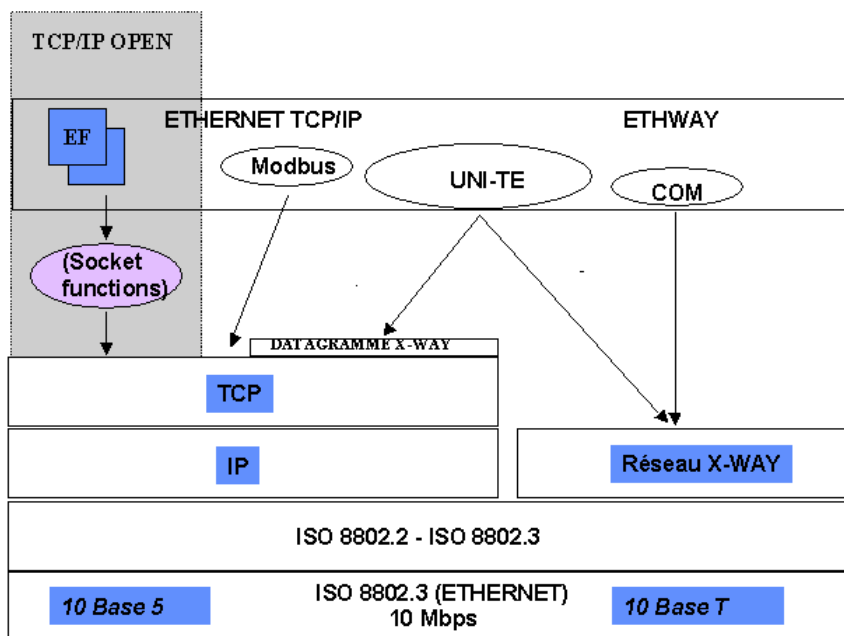 TCP/IP OPEN
ETHERNET TCP/IP
ETHWAY
EF
Modbus
UNI-TE
COM
(Socket
functions)
DATAGRAMME X-WAY
TCP
IP
Réseau X-WAY
ISO 8802.2 - ISO 8802.3
10 Base 5
ISO 8802.3 (ETHERNET)
10 Mbps
10 Base T